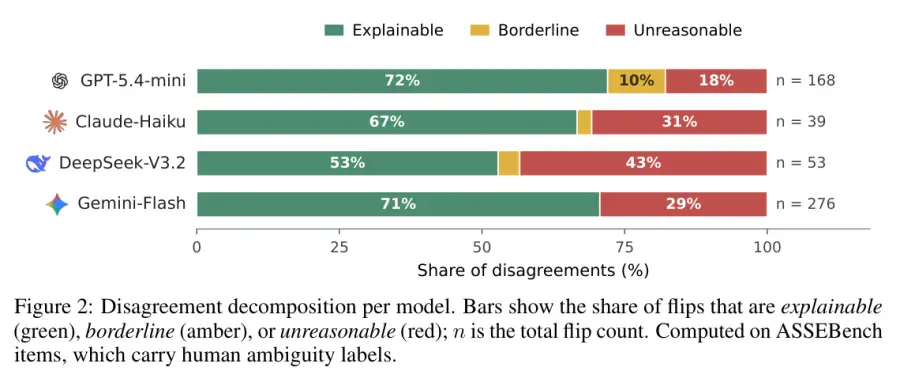 Explainable Borderline Unreasonable
GPT-5.4-mini 72% 10% 18% n = 168
Claude-Haiku 67% 31% n = 39
DeepSeek-V3.2 53% 43% n = 53
Gemini-Flash 71% 29% n = 276
0 25 50 75 100
Share of disagreements (%)
Figure 2: Disagreement decomposition per model. Bars show the share of flips that are explainable
(green), borderline (amber), or unreasonable (red); n is the total flip count. Computed on ASSEBench
items, which carry human ambiguity labels.